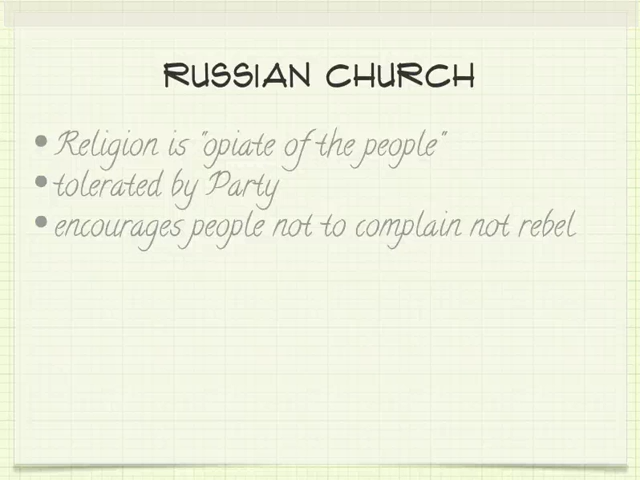 RUSSIAN CHURCH
• Religion is "opiate of the people"
• tolerated by Party
• encourages people not to complain not rebel